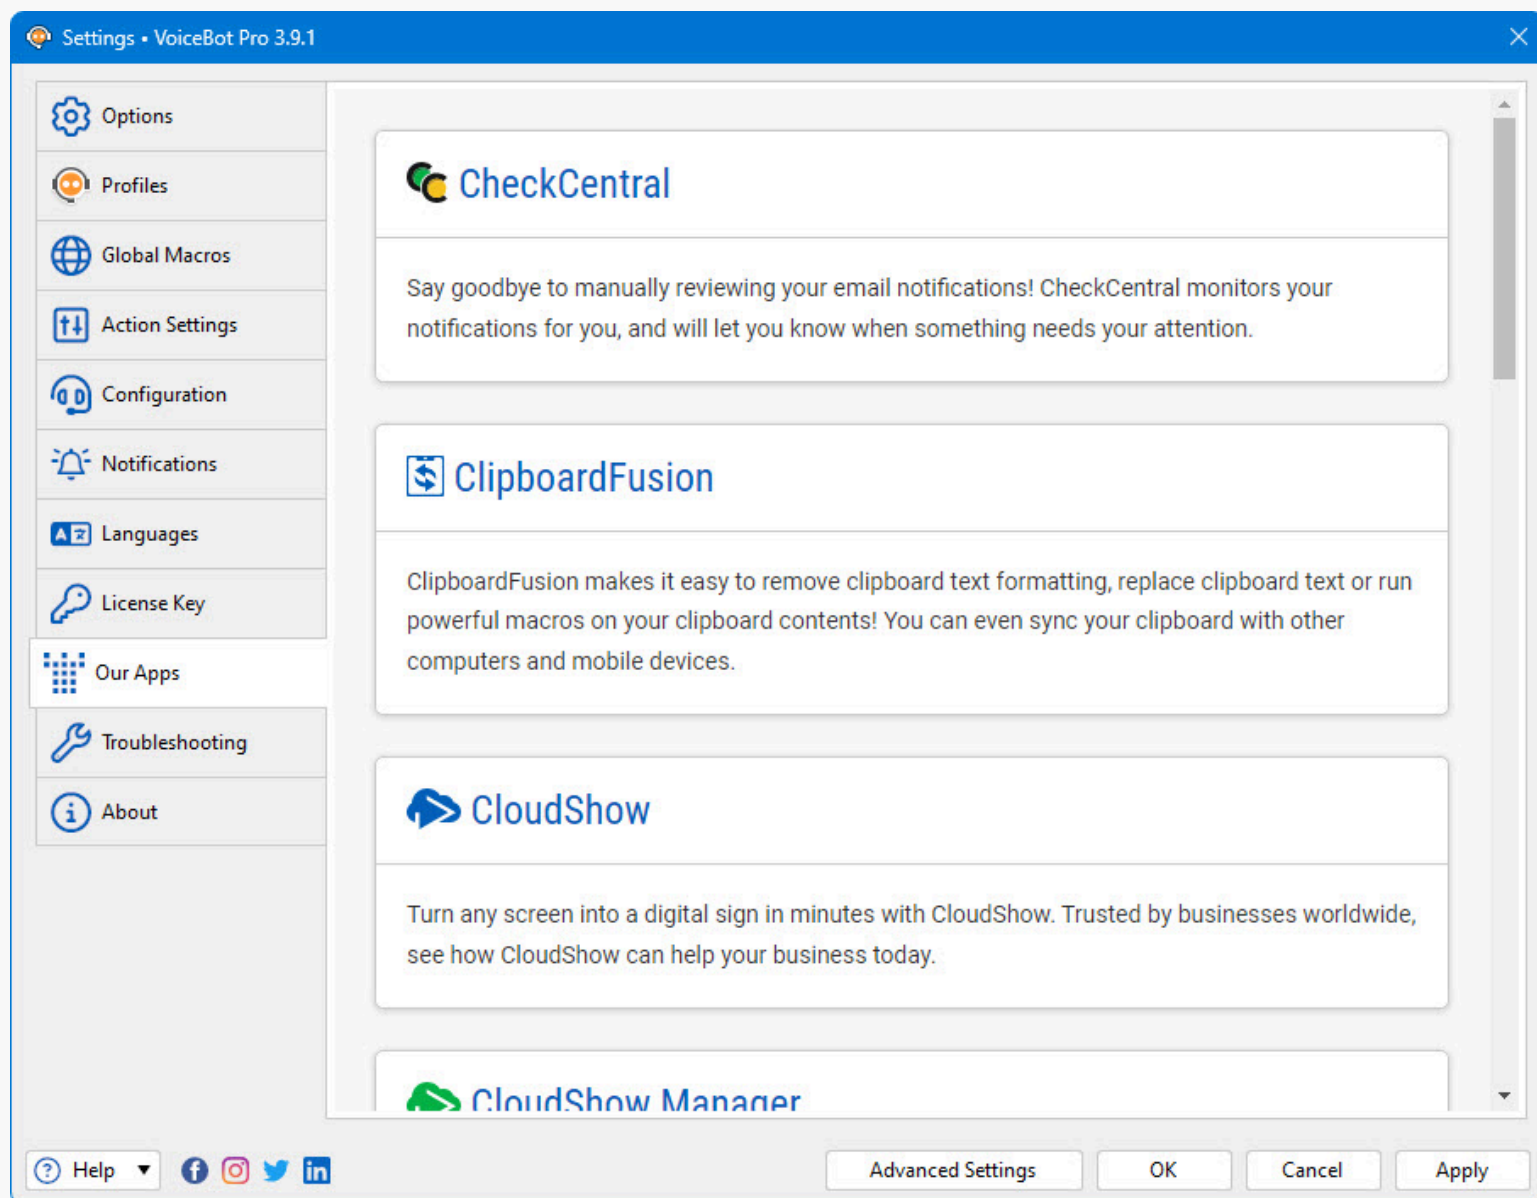 Settings • VoiceBot Pro 3.9.1
Options
Profiles
Global Macros
Action Settings
Configuration
Notifications
Languages
License Key
Our Apps
Troubleshooting
About
CheckCentral
Say goodbye to manually reviewing your email notifications! CheckCentral monitors your
notifications for you, and will let you know when something needs your attention.
ClipboardFusion
ClipboardFusion makes it easy to remove clipboard text formatting, replace clipboard text or run
powerful macros on your clipboard contents! You can even sync your clipboard with other
computers and mobile devices.
CloudShow
Turn any screen into a digital sign in minutes with CloudShow. Trusted by businesses worldwide,
see how CloudShow can help your business today.
CloudShow Manager
Help
Advanced Settings
OK
Cancel
Apply